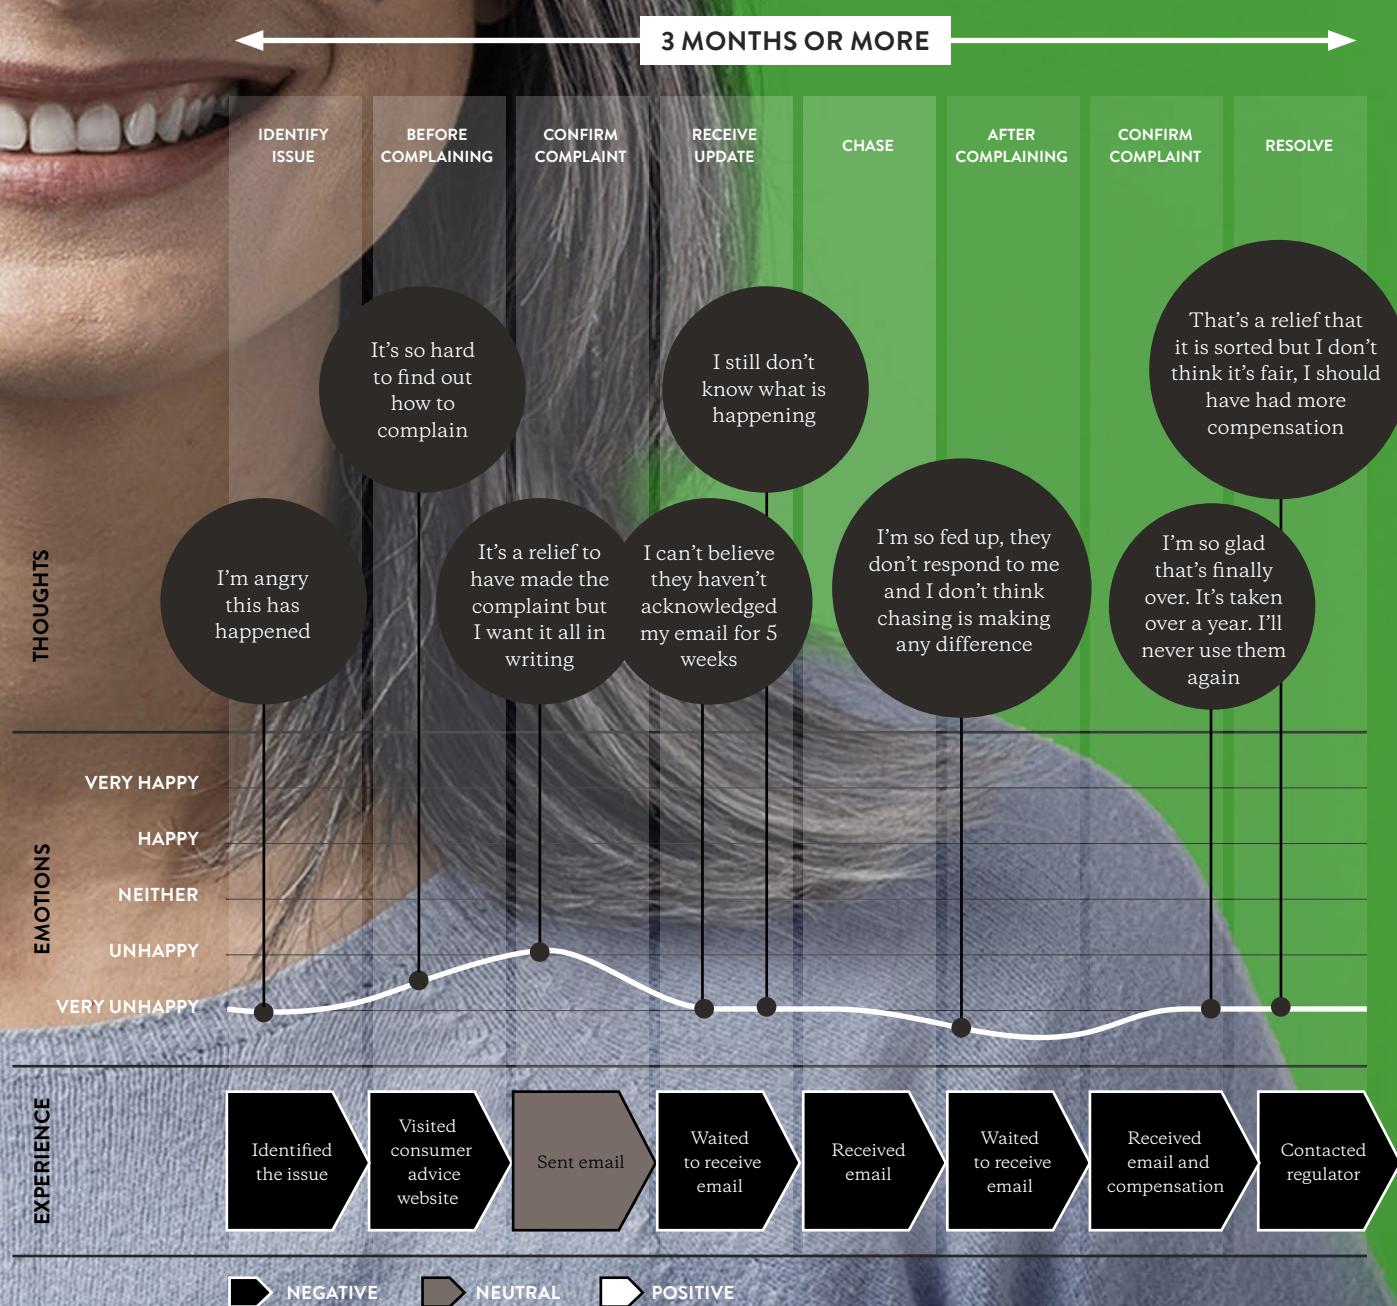 3 MONTHS OR MORE
IDENTIFY
ISSUE
BEFORE
COMPLAINING
CONFIRM
COMPLAINT
RECEIVE
UPDATE
CHASE
AFTER
COMPLAINING
CONFIRM
COMPLAINT
RESOLVE
THOUGHTS
I'm angry
this has
happened
It's so hard
to find out
how to
complain
It's a relief to
have made the
complaint but
I want it all in
writing
I can't believe
they haven't
acknowledged
my email for 5
weeks
I still don't
know what is
happening
I'm so fed up, they
don't respond to me
and I don't think
chasing is making
any difference
I'm so glad
that's finally
over. It's taken
over a year. I'll
never use them
again
That's a relief that
it is sorted but I don't
think it's fair, I should
have had more
compensation
EMOTIONS
VERY HAPPY
HAPPY
NEITHER
UNHAPPY
VERY UNHAPPY
EXPERIENCE
Identified
the issue
Visited
consumer
advice
website
Sent email
Waited
to receive
email
Received
email
Waited
to receive
email
Received
email and
compensation
Contacted
regulator
NEGATIVE
NEUTRAL
POSITIVE